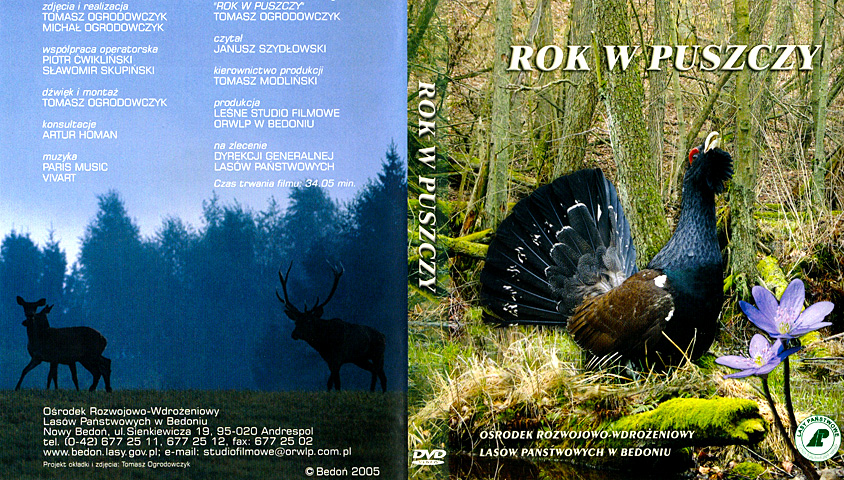 zdjęcia i realizacja
TOMASZ OGRODOWCZYK
MICHAŁ OGRODOWCZYK
współpraca operatorska
PIOTR ĆWIKLIŃSKI
SŁAWOMIR SKUPIŃSKI
dźwięk i montaż
TOMASZ OGRODOWCZYK
konsultacje
ARTUR HOMAN
muzyka
PARIS MUSIC
VIVART
"ROK W PUSZCZY"
TOMASZ OGRODOWCZYK
czytał
JANUSZ SZYDŁOWSKI
kierownictwo produkcji
TOMASZ MODLIŃSKI
produkcja
LEŚNE STUDIO FILMOWE
ORWLP W BEDONIU
na zlecenia
DYREKCJI GENERALNEJ
LASÓW PAŃSTWOWYCH
Czas trwania filmu; 34.05 min.
Ośrodek Rozwojowo-Wdrożeniowy
Lasów Państwowych w Bedoniu
Nowy Bedoń, ul.Sienkiewicza 19, 95-020 Andrespol
tel. (0-42) 677 25 11, 677 25 12, fax: 677 25 02
www.bedon.lasy.gov.pl; e-mail: studiofilmowe@orwlp.com.pl
Projekt okładki i zdjęcia: Tomasz Ogrodowczyk
© Bedoń 2005
ROK W PUSZCZY
DVD
ROK W PUSZCZY
OŚRODEK ROZWOJOWO-WDROŻENIOWY
LASÓW PAŃSTWOWYCH W BEDONIU
LASY PAŃSTWOWE